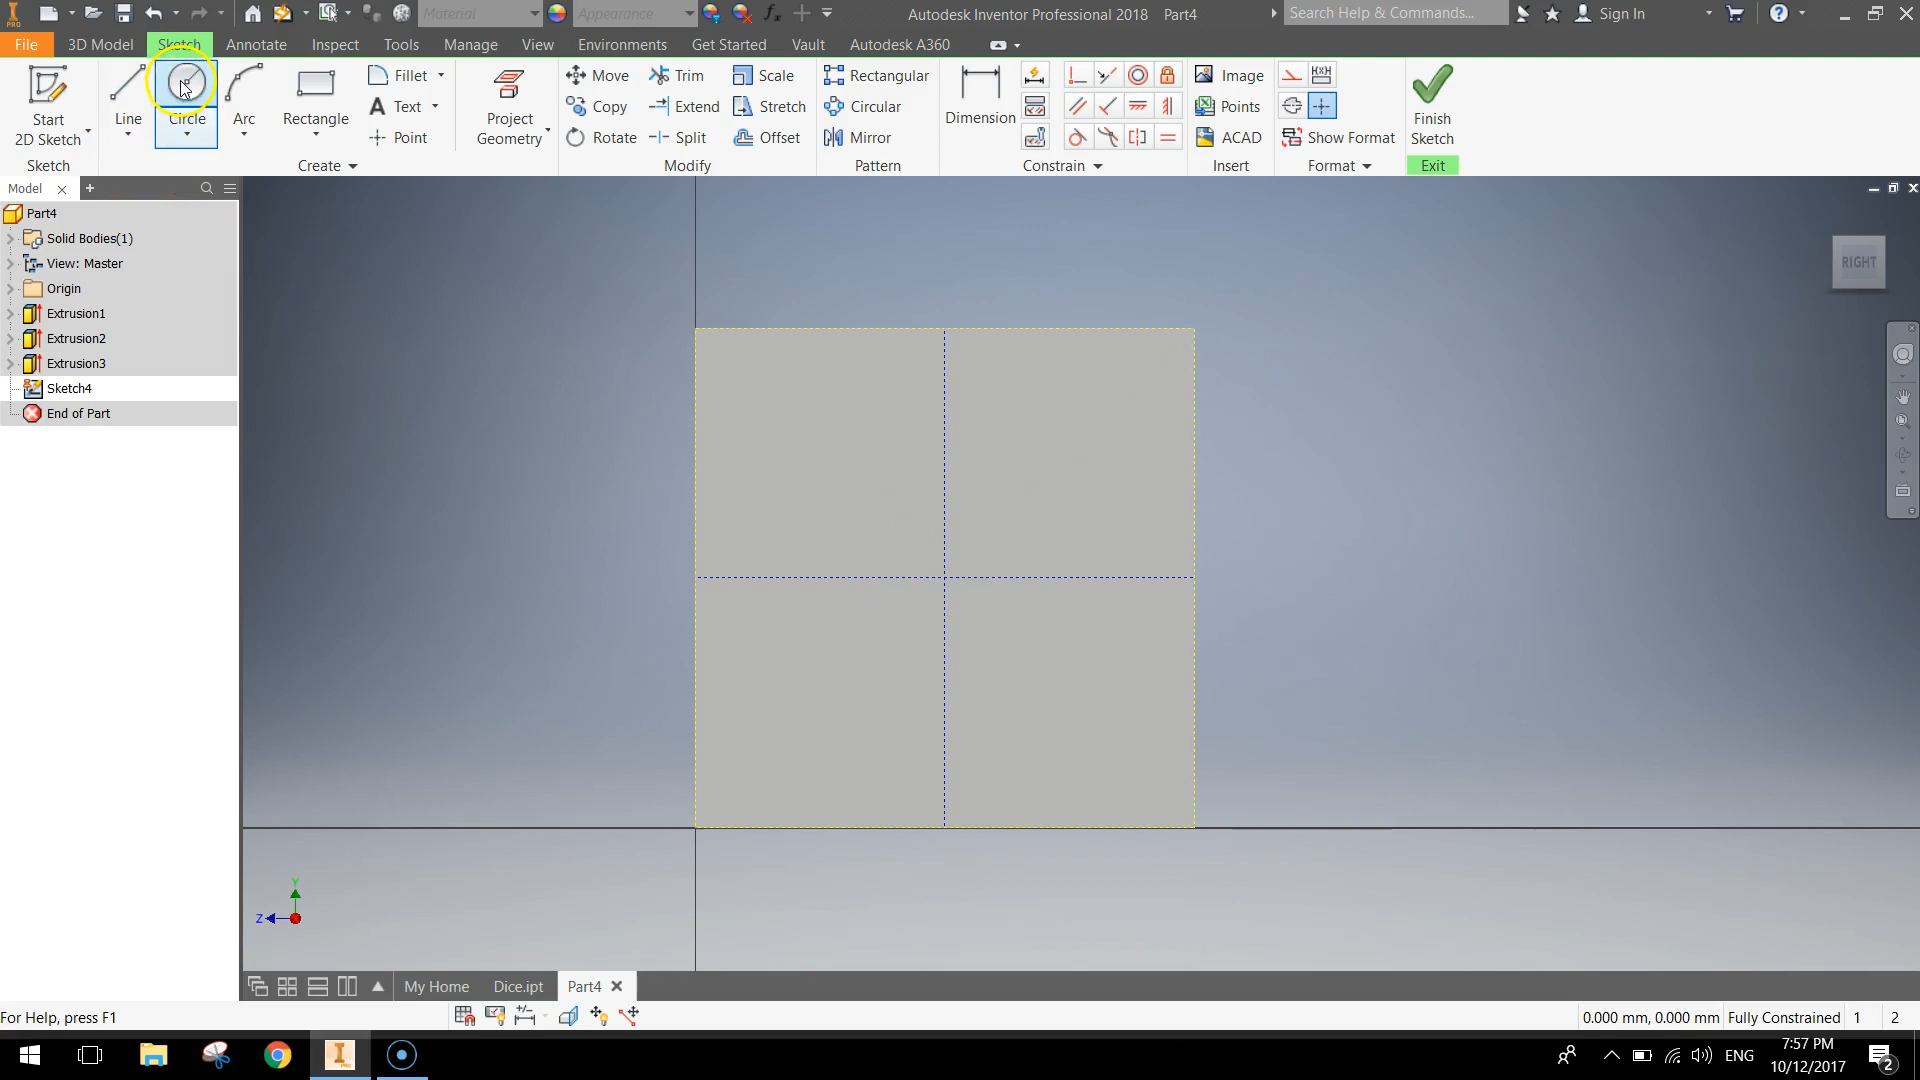 PRO Material Appearance Autodesk Inventor Professional 2018 Part4 Search Help & Commands... Sign In
File 3D Model Sketch Annotate Inspect Tools Manage View Environments Get Started Vault Autodesk A360
Start
2D Sketch
Line
Circle
Arc
Rectangle
Fillet
Text
Point
Project
Geometry
Move
Copy
Rotate
Trim
Extend
Split
Scale
Stretch
Offset
Rectangular
Circular
Mirror
Dimension
Image
Points
ACAD
Show Format
Finish
Sketch
Sketch Create Modify Pattern Constrain Insert Format Exit
Model
Part4
Solid Bodies(1)
View: Master
Origin
Extrusion1
Extrusion2
Extrusion3
Sketch4
End of Part
RIGHT
Y
Z
My Home Dice.ipt Part4
For Help, press F1 0.000 mm, 0.000 mm Fully Constrained 1 2
ENG
7:57 PM
10/12/2017
2